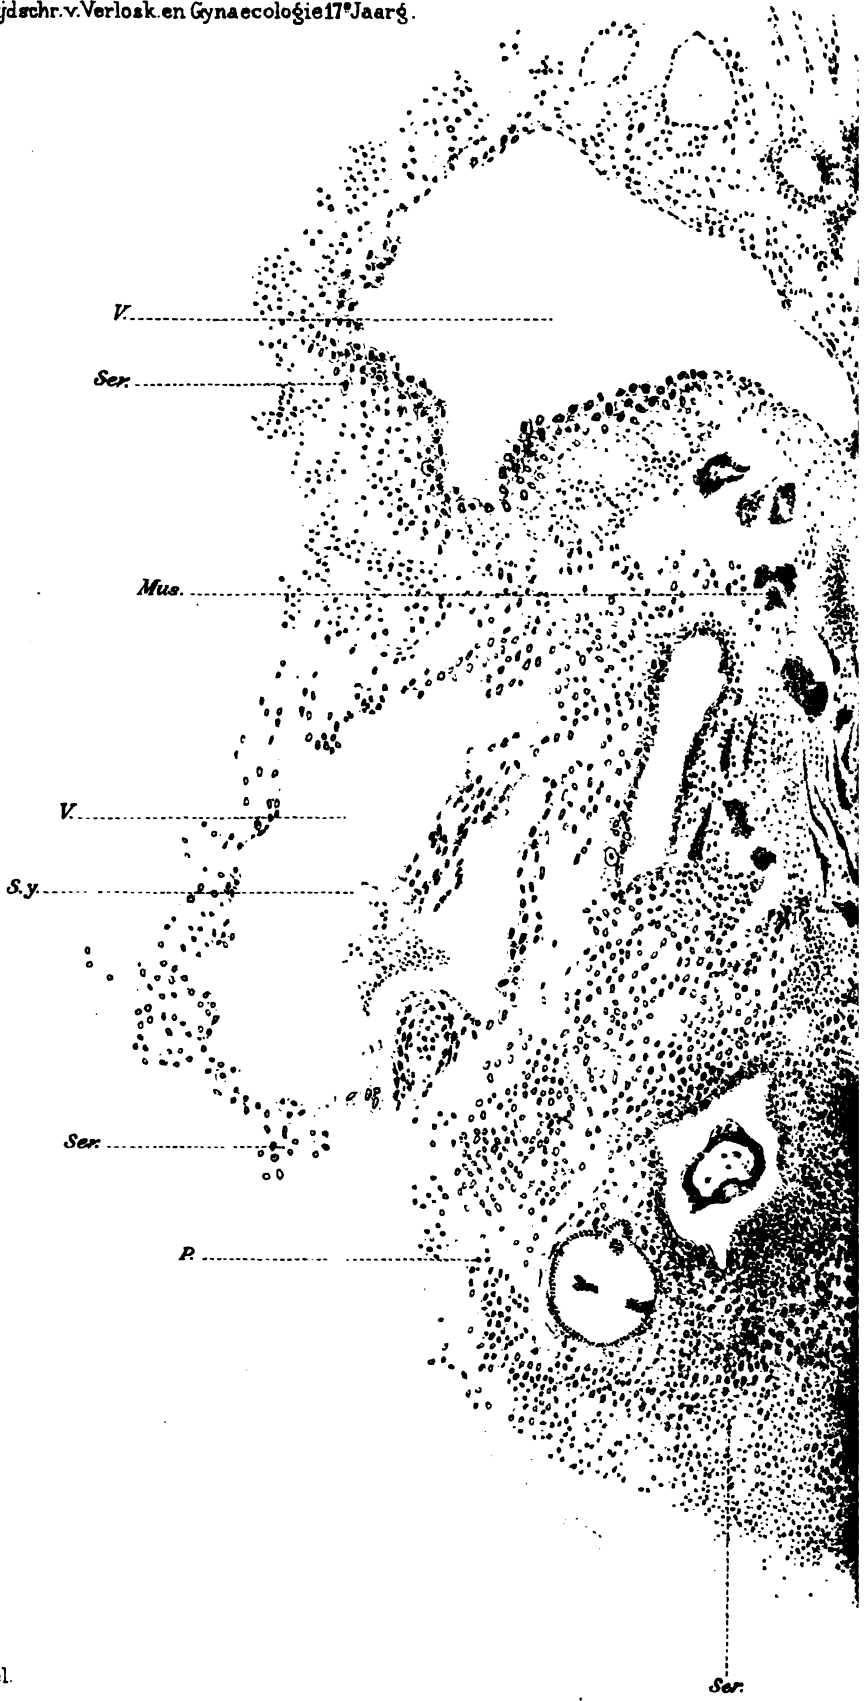 jdschr. v. Verlosk. en Gynaecologie 17e Jaarg.
V.
Ser.
Mus.
V.
S.y.
Ser.
P.
Ser.
l.